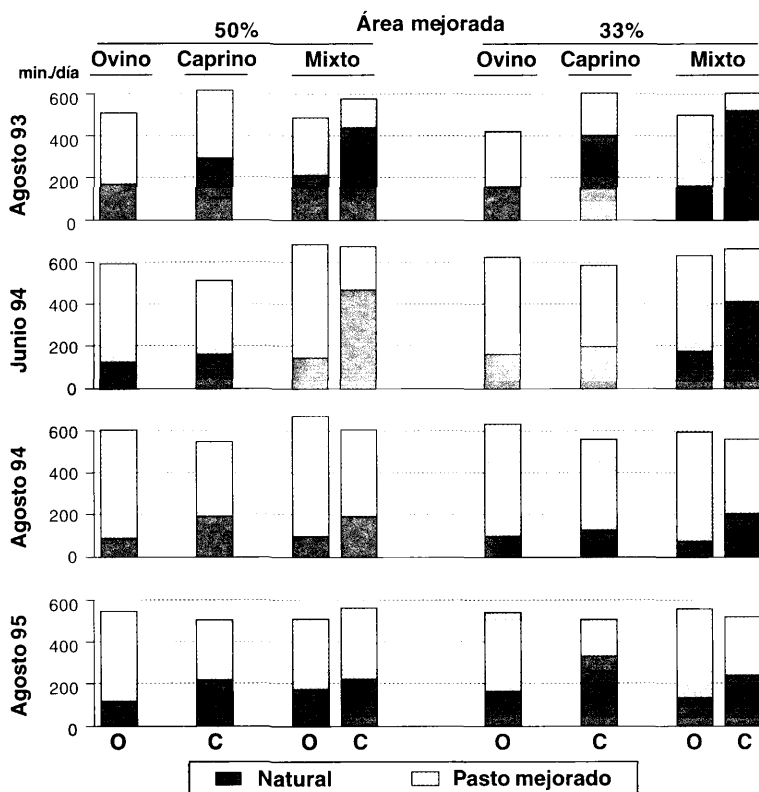 Área mejorada
50% 33%
Ovino Caprino Mixto Ovino Caprino Mixto
min./día
Agosto 93
600
400
200
0
Junio 94
600
400
200
0
Agosto 94
600
400
200
0
Agosto 95
600
400
200
0
O C O C O C O C
Natural Pasto mejorado